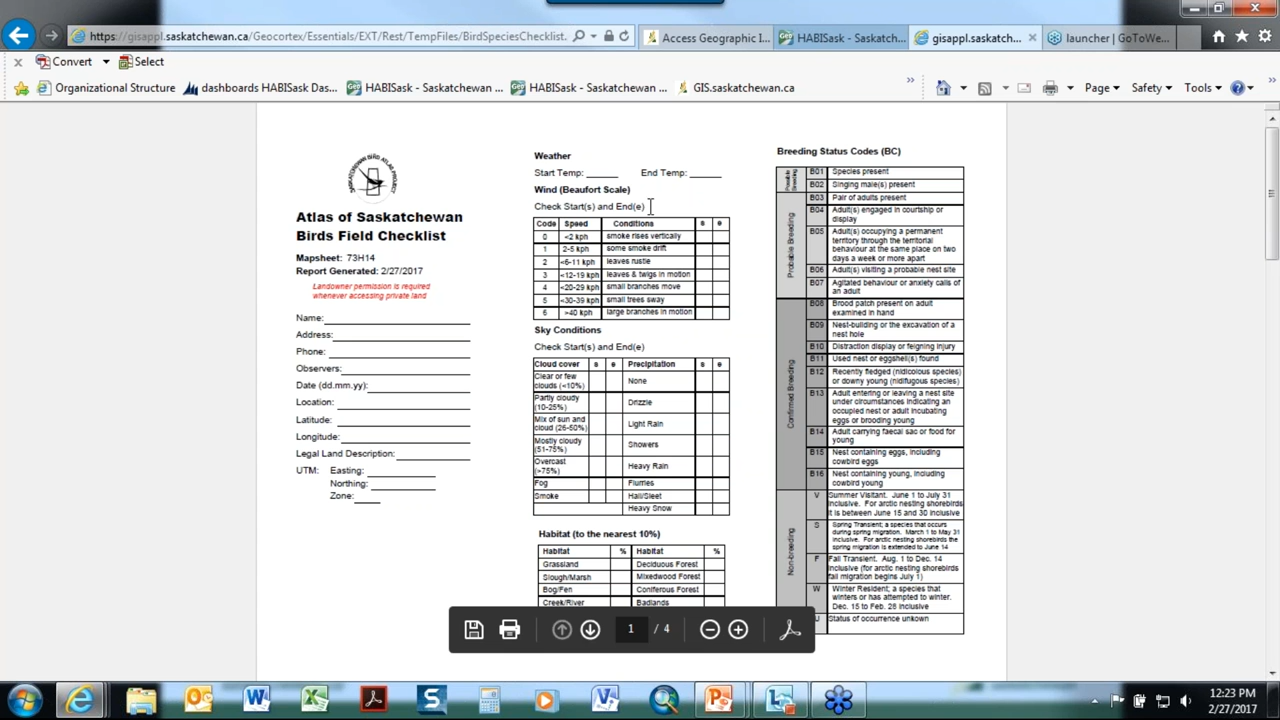 https://gisappl.saskatchewan.ca/Geocortex/Essentials/EXT/Rest/TempFiles/BirdSpeciesChecklist.
Access Geographic I...
HABISask - Saskatch...
gisappl.saskatch...
launcher | GoToWe...
Convert
Select
Organizational Structure
dashboards HABISask Das...
HABISask - Saskatchewan ...
HABISask - Saskatchewan ...
GIS.saskatchewan.ca
Page
Safety
Tools
SASKATCHEWAN BIRD ATLAS PROJECT
Atlas of Saskatchewan
Birds Field Checklist
Mapsheet: 73H14
Report Generated: 2/27/2017
Landowner permission is required
whenever accessing private land
Name:
Address:
Phone:
Observers:
Date (dd.mm.yy):
Location:
Latitude:
Longitude:
Legal Land Description:
UTM: Easting:
Northing:
Zone:
Weather
Start Temp: ______ End Temp: ______
Wind (Beaufort Scale)
Check Start(s) and End(e)
Code Speed Conditions s e
0 <2 kph smoke rises vertically
1 2-5 kph some smoke drift
2 <6-11 kph leaves rustle
3 <12-19 kph leaves & twigs in motion
4 <20-29 kph small branches move
5 <30-39 kph small trees sway
6 >40 kph large branches in motion
Sky Conditions
Check Start(s) and End(e)
Cloud cover s e Precipitation s e
Clear or few
clouds (<10%) None
Partly cloudy
(10-25%) Drizzle
Mix of sun and
cloud (26-50%) Light Rain
Mostly cloudy
(51-75%) Showers
Overcast
(>75%) Heavy Rain
Fog Flurries
Smoke Hail/Sleet
Heavy Snow
Habitat (to the nearest 10%)
Habitat % Habitat %
Grassland Deciduous Forest
Slough/Marsh Mixedwood Forest
Bog/Fen Coniferous Forest
Creek/River Badlands
Breeding Status Codes (BC)
Possible
Breeding
B01 Species present
B02 Singing male(s) present
Probable Breeding
B03 Pair of adults present
B04 Adult(s) engaged in courtship or
display
B05 Adult(s) occupying a permanent
territory through the territorial
behaviour at the same place on two
days a week or more apart
B06 Adult(s) visiting a probable nest site
B07 Agitated behaviour or anxiety calls of
an adult
Confirmed Breeding
B08 Brood patch present on adult
examined in hand
B09 Nest-building or the excavation of a
nest hole
B10 Distraction display or feigning injury
B11 Used nest or eggshell(s) found
B12 Recently fledged (nidicolous species)
or downy young (nidifugous species)
B13 Adult entering or leaving a nest site
under circumstances indicating an
occupied nest or adult incubating
eggs or brooding young
B14 Adult carrying faecal sac or food for
young
B15 Nest containing eggs, including
cowbird eggs
B16 Nest containing young, including
cowbird young
Non-breeding
V Summer Visitant. June 1 to July 31
inclusive. For arctic nesting shorebirds
it is between June 15 and 30 inclusive
S Spring Transient; a species that occurs
during spring migration. March 1 to May 31
inclusive. For arctic nesting shorebirds the
spring migration is extended to June 14
F Fall Transient. Aug. 1 to Dec. 14
inclusive (for arctic nesting shorebirds
fall migration begins July 1)
W Winter Resident; a species that
winters or has attempted to winter.
Dec. 15 to Feb. 28 inclusive
U Status of occurrence unkown
1 / 4
12:23 PM
2/27/2017